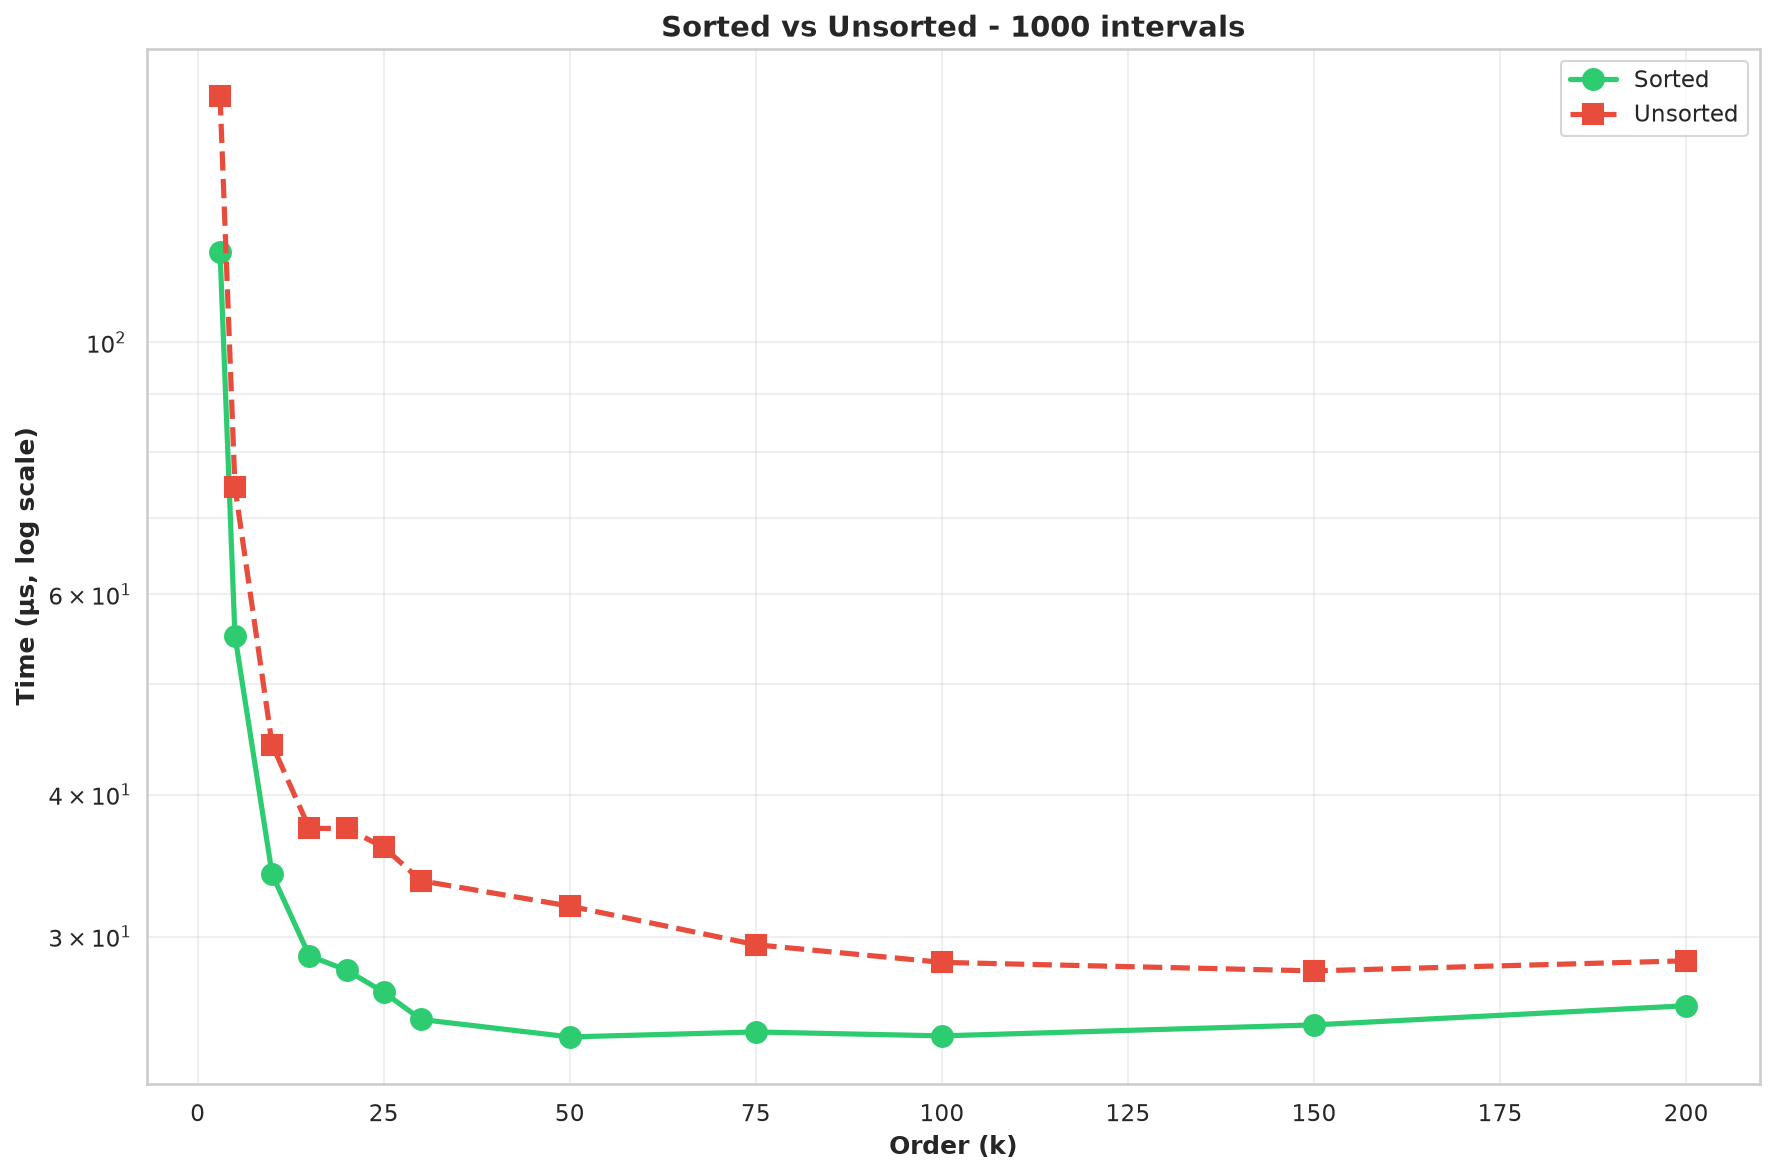 Sorted vs Unsorted - 1000 intervals
Sorted
Unsorted
Time (µs, log scale)
10²
6 × 10¹
4 × 10¹
3 × 10¹
0 25 50 75 100 125 150 175 200
Order (k)